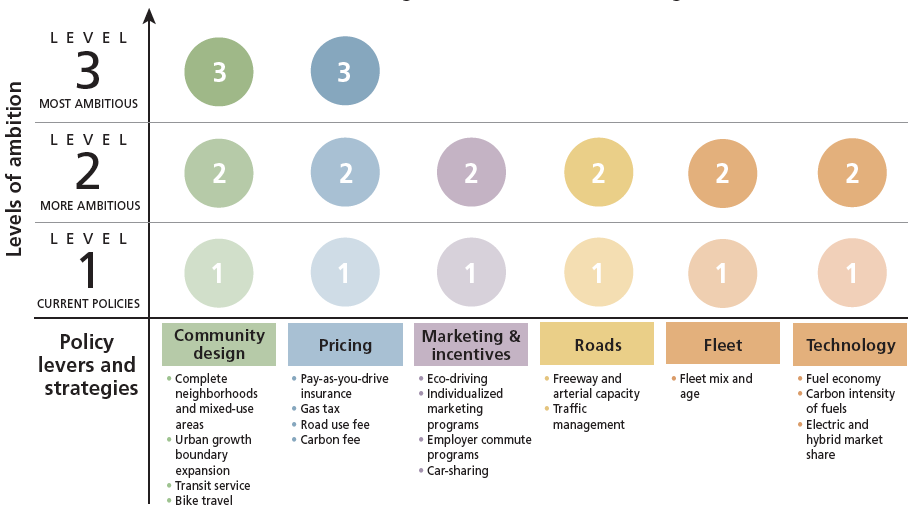 Levels of ambition
L E V E L
3
MOST AMBITIOUS
3
3
L E V E L
2
MORE AMBITIOUS
2
2
2
2
2
2
L E V E L
1
CURRENT POLICIES
1
1
1
1
1
1
Policy
levers and
strategies
Community
design
• Complete
neighborhoods
and mixed-use
areas
• Urban growth
boundary
expansion
• Transit service
• Bike travel
Pricing
• Pay-as-you-drive
insurance
• Gas tax
• Road use fee
• Carbon fee
Marketing &
incentives
• Eco-driving
• Individualized
marketing
programs
• Employer commute
programs
• Car-sharing
Roads
• Freeway and
arterial capacity
• Traffic
management
Fleet
• Fleet mix and
age
Technology
• Fuel economy
• Carbon intensity
of fuels
• Electric and
hybrid market
share